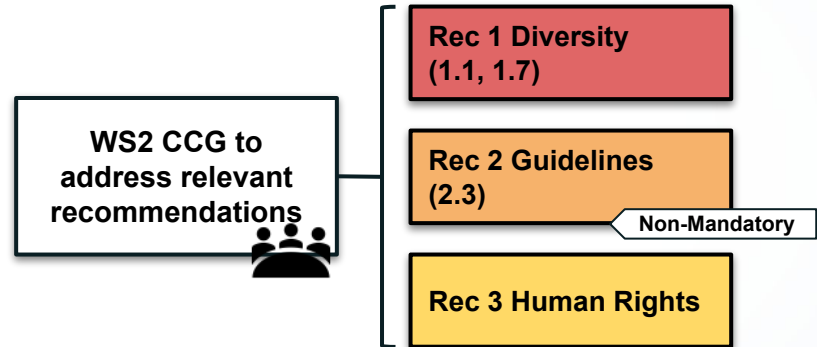 WS2 CCG to
address relevant
recommendations
Rec 1 Diversity
(1.1, 1.7)
Rec 2 Guidelines
(2.3)
Non-Mandatory
Rec 3 Human Rights